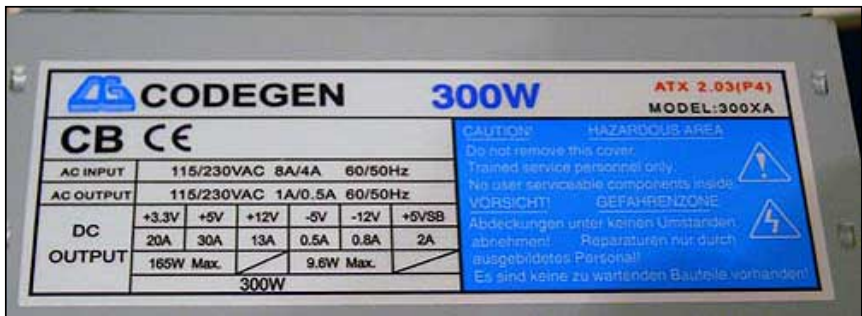 CODEGEN 300W ATX 2.03(P4)
MODEL:300XA
CB CE
AC INPUT 115/230VAC 8A/4A 60/50Hz
AC OUTPUT 115/230VAC 1A/0.5A 60/50Hz
DC OUTPUT
+3.3V +5V +12V -5V -12V +5VSB
20A 30A 13A 0.5A 0.8A 2A
165W Max. 9.6W Max.
300W
CAUTION! HAZARDOUS AREA
Do not remove this cover.
Trained service personnel only.
No user serviceable components inside.
VORSICHT! GEFAHRENZONE
Abdeckungen unter keinen Umstanden
abnehmen! Reparaturen nur durch
ausgebildetes Personal!
Es sind keine zu wartenden Bauteile vorhanden!